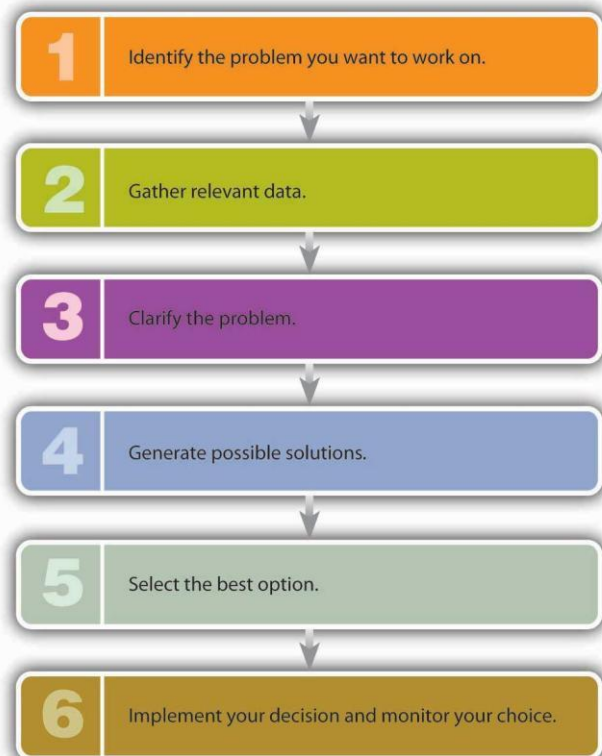 1 Identify the problem you want to work on.
2 Gather relevant data.
3 Clarify the problem.
4 Generate possible solutions.
5 Select the best option.
6 Implement your decision and monitor your choice.